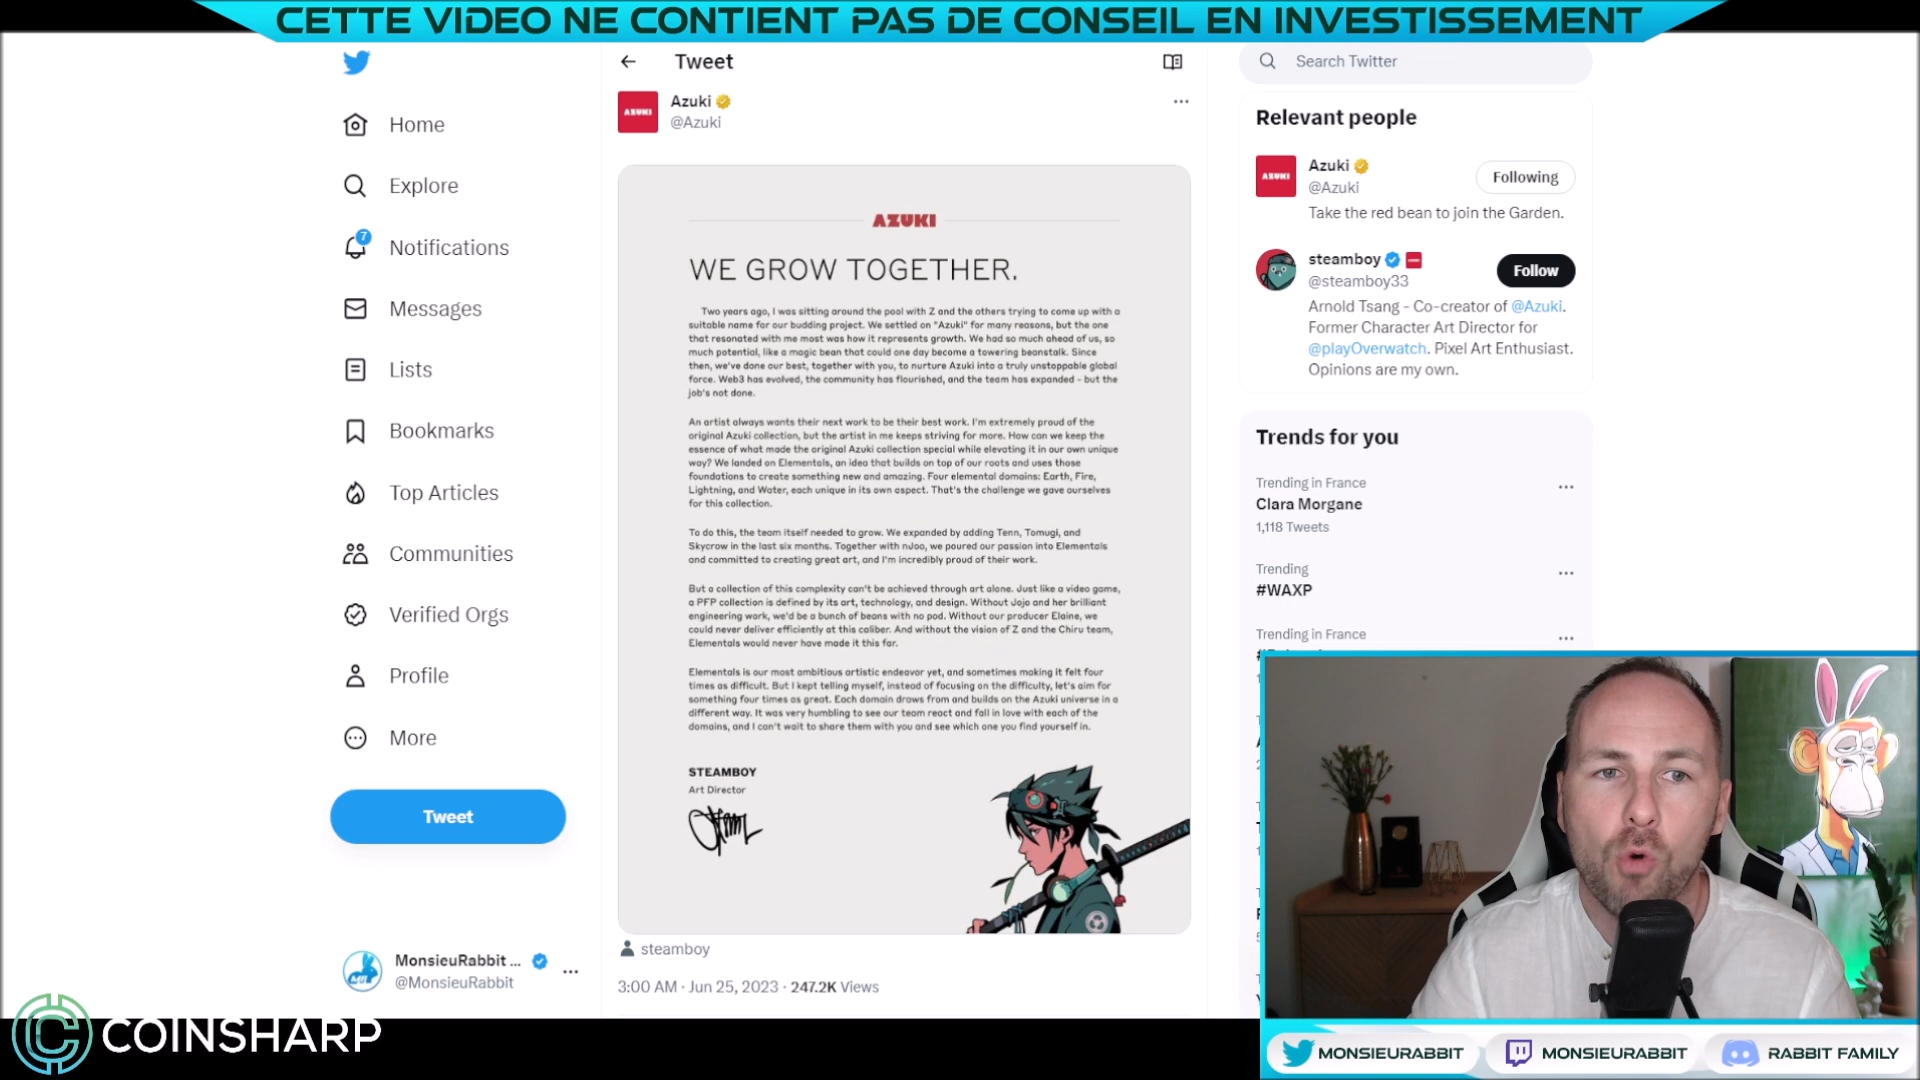 CETTE VIDEO NE CONTIENT PAS DE CONSEIL EN INVESTISSEMENT
Home
Explore
7
Notifications
Messages
Lists
Bookmarks
Top Articles
Communities
Verified Orgs
Profile
More
Tweet
MonsieuRabbit ...
@MonsieuRabbit
COINSHARP
Tweet
AZUKI
Azuki
@Azuki
AZUKI
WE GROW TOGETHER.
Two years ago, I was sitting around the pool with Z and the others trying to come up with a
suitable name for our budding project. We settled on "Azuki" for many reasons, but the one
that resonated with me most was how it represents growth. We had so much ahead of us, so
much potential, like a magic bean that could one day become a towering beanstalk. Since
then, we've done our best, together with you, to nurture Azuki into a truly unstoppable global
force. Web3 has evolved, the community has flourished, and the team has expanded - but the
job's not done.
An artist always wants their next work to be their best work. I'm extremely proud of the
original Azuki collection, but the artist in me keeps striving for more. How can we keep the
essence of what made the original Azuki collection special while elevating it in our own unique
way? We landed on Elementals, an idea that builds on top of our roots and uses those
foundations to create something new and amazing. Four elemental domains: Earth, Fire,
Lightning, and Water, each unique in its own aspect. That's the challenge we gave ourselves
for this collection.
To do this, the team itself needed to grow. We expanded by adding Tenn, Tomugi, and
Skycrow in the last six months. Together with nJoo, we poured our passion into Elementals
and committed to creating great art, and I'm incredibly proud of their work.
But a collection of this complexity can't be achieved through art alone. Just like a video game,
a PFP collection is defined by its art, technology, and design. Without Jojo and her brilliant
engineering work, we'd be a bunch of beans with no pod. Without our producer Elaine, we
could never deliver efficiently at this caliber. And without the vision of Z and the Chiru team,
Elementals would never have made it this far.
Elementals is our most ambitious artistic endeavor yet, and sometimes making it felt four
times as difficult. But I kept telling myself, instead of focusing on the difficulty, let's aim for
something four times as great. Each domain draws from and builds on the Azuki universe in a
different way. It was very humbling to see our team react and fall in love with each of the
domains, and I can't wait to share them with you and see which one you find yourself in.
STEAMBOY
Art Director
steamboy
3:00 AM · Jun 25, 2023 · 247.2K Views
Search Twitter
Relevant people
AZUKI
Azuki
@Azuki
Following
Take the red bean to join the Garden.
steamboy
@steamboy33
Follow
Arnold Tsang - Co-creator of @Azuki.
Former Character Art Director for
@playOverwatch. Pixel Art Enthusiast.
Opinions are my own.
Trends for you
Trending in France
Clara Morgane
1,118 Tweets
Trending
#WAXP
Trending in France
MONSIEURABBIT
MONSIEURABBIT
RABBIT FAMILY